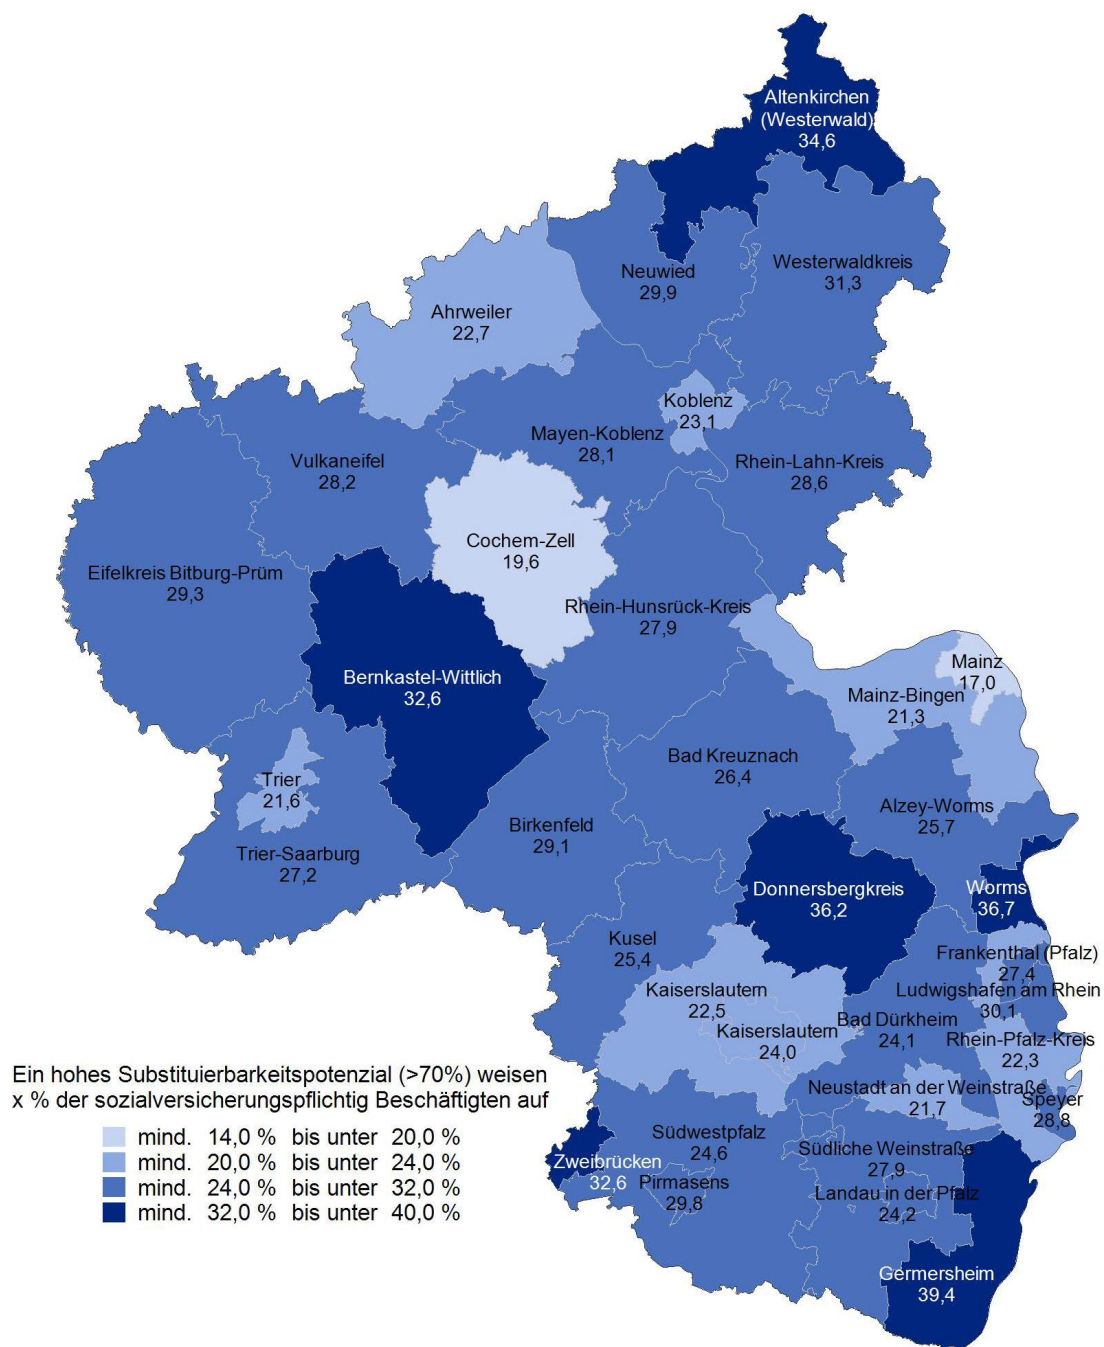 Altenkirchen
(Westerwald)
34,6
Westerwaldkreis
31,3
Neuwied
29,9
Ahrweiler
22,7
Koblenz
23,1
Mayen-Koblenz
28,1
Vulkaneifel
28,2
Rhein-Lahn-Kreis
28,6
Cochem-Zell
19,6
Eifelkreis Bitburg-Prüm
29,3
Rhein-Hunsrück-Kreis
27,9
Mainz
17,0
Bernkastel-Wittlich
32,6
Mainz-Bingen
21,3
Bad Kreuznach
26,4
Trier
21,6
Alzey-Worms
25,7
Birkenfeld
29,1
Trier-Saarburg
27,2
Donnersbergkreis
36,2
Worms
36,7
Kusel
25,4
Frankenthal (Pfalz)
27,4
Kaiserslautern
22,5
Ludwigshafen am Rhein
30,1
Kaiserslautern
24,0
Bad Dürkheim
24,1
Rhein-Pfalz-Kreis
22,3
Neustadt an der Weinstraße
21,7
Speyer
28,8
Südwestpfalz
24,6
Südliche Weinstraße
27,9
Zweibrücken
32,6
Pirmasens
29,8
Landau in der Pfalz
24,2
Germersheim
39,4
Ein hohes Substituierbarkeitspotenzial (>70%) weisen
x % der sozialversicherungspflichtig Beschäftigten auf
mind. 14,0 % bis unter 20,0 %
mind. 20,0 % bis unter 24,0 %
mind. 24,0 % bis unter 32,0 %
mind. 32,0 % bis unter 40,0 %